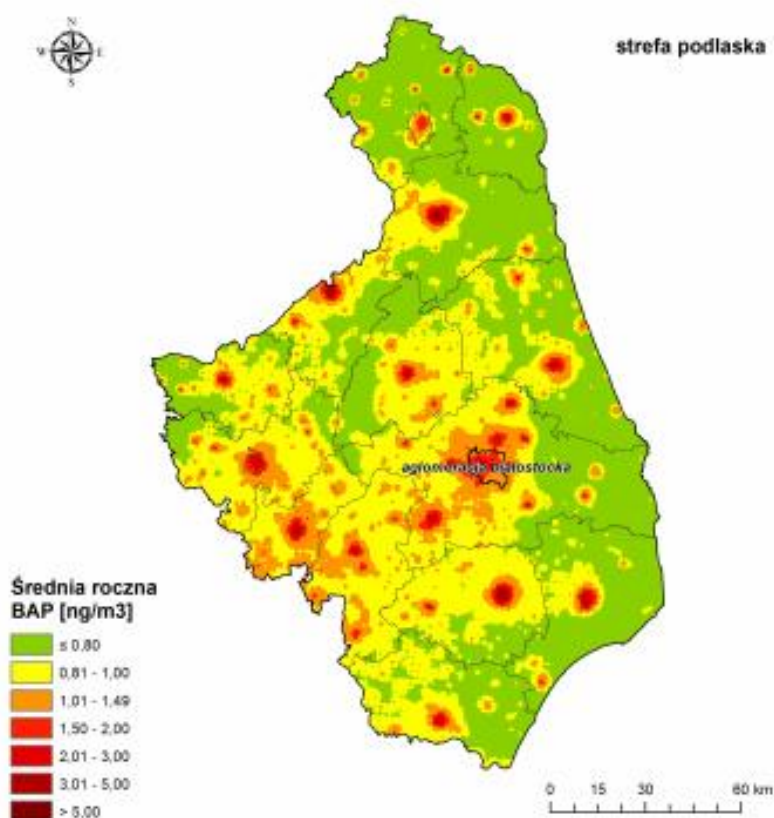 N
W E
S
strefa podlaska
aglomeracja białostocka
Średnia roczna
BAP [ng/m3]
≤ 0.80
0,81 - 1,00
1,01 - 1,49
1,50 - 2,00
2,01 - 3,00
3.01 - 5,00
> 5,00
0 15 30 60 km